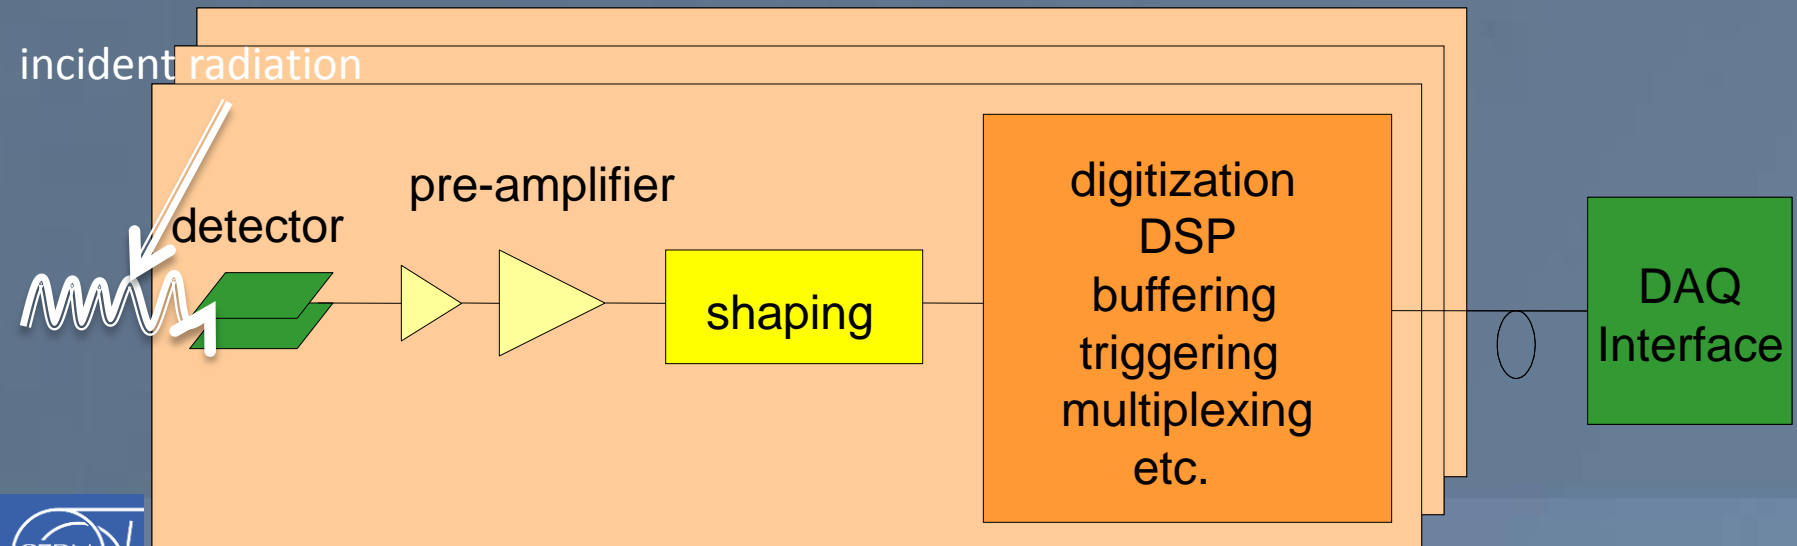 incident radiation
pre-amplifier
detector
shaping
digitization
DSP
buffering
triggering
multiplexing
etc.
DAQ
Interface